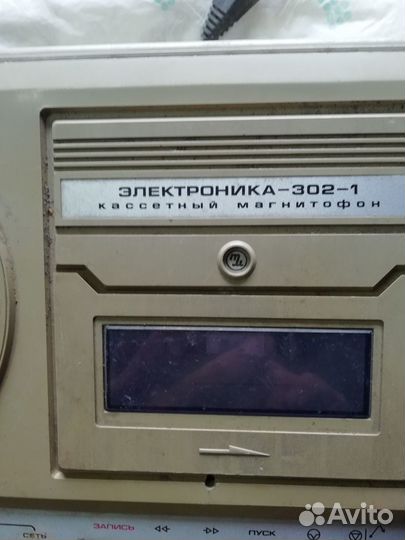 ЭЛЕКТРОНИКА-302-1
кассетный магнитофон
СЕТЬ
ЗАПИСЬ
ПУСК
Avito